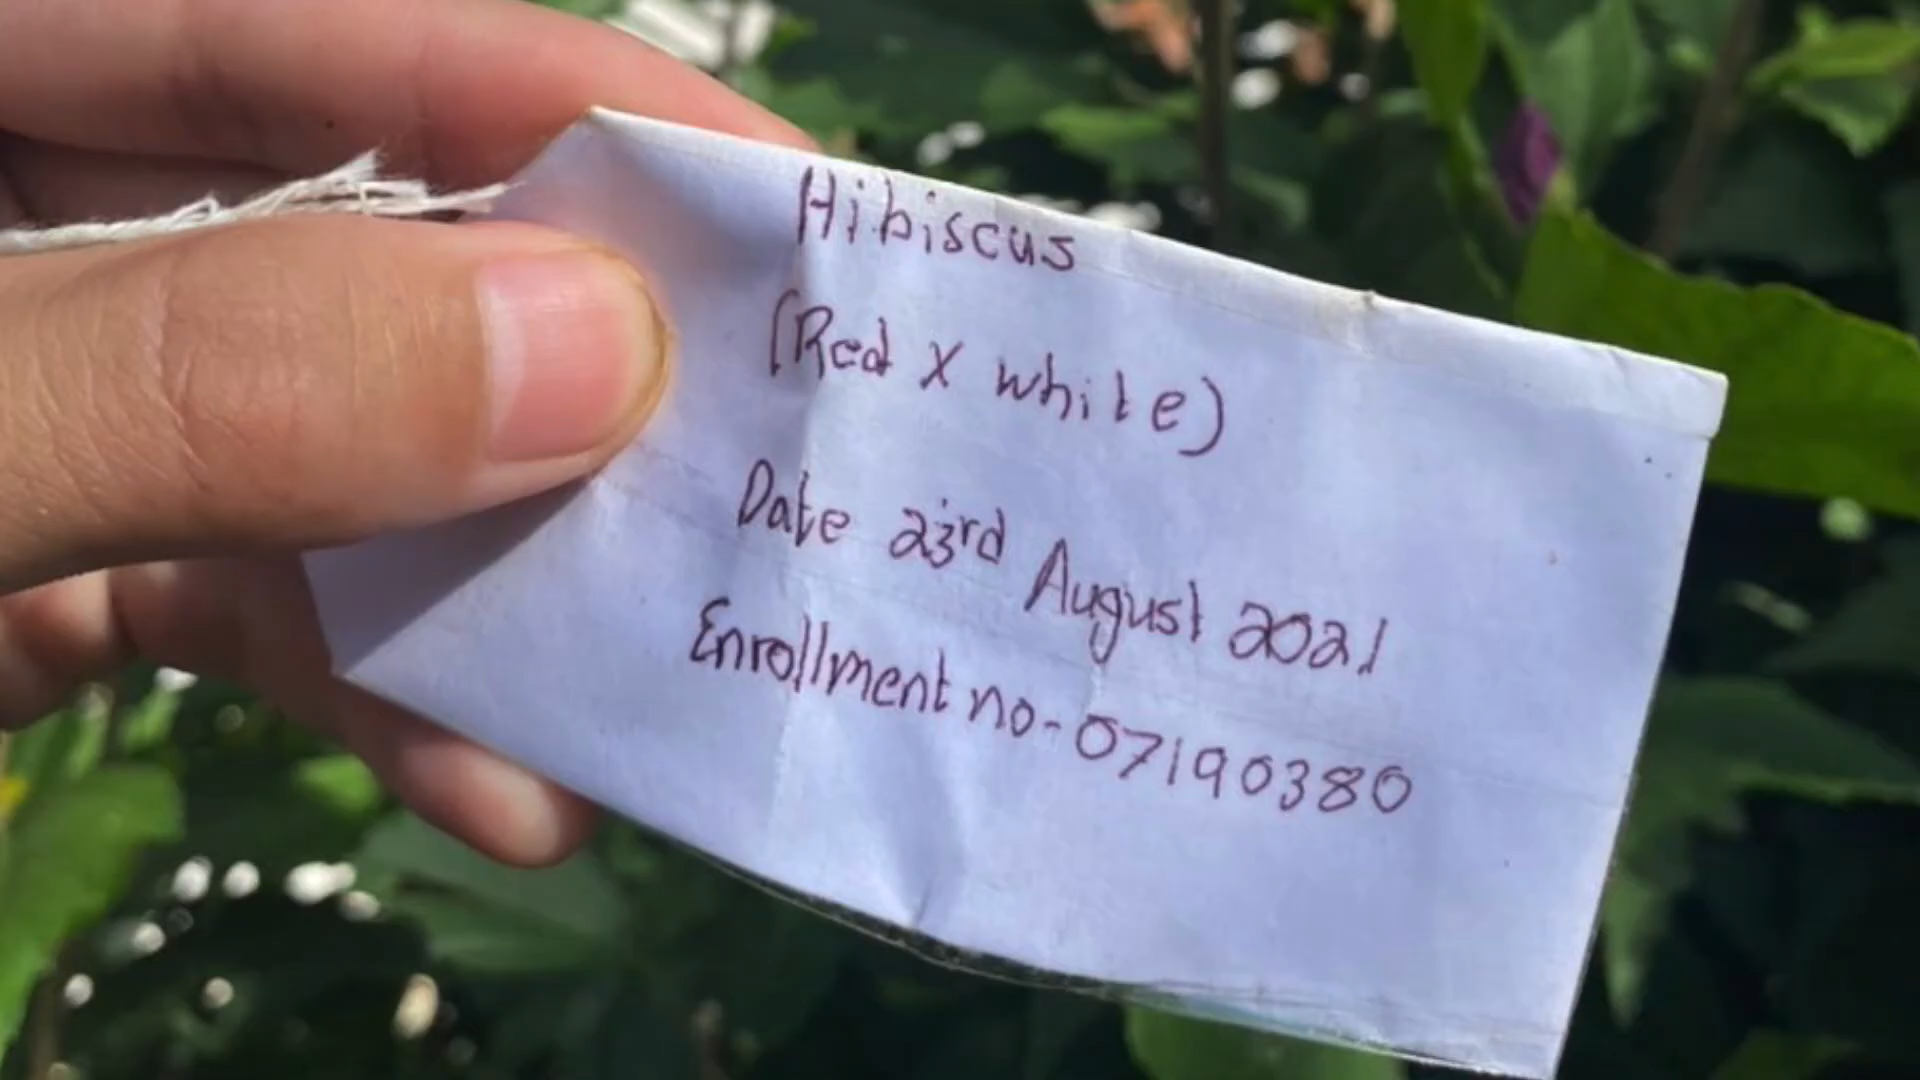 Hibiscus
(Red X white)
Date 23rd August 2021
Enrollment no-07190380